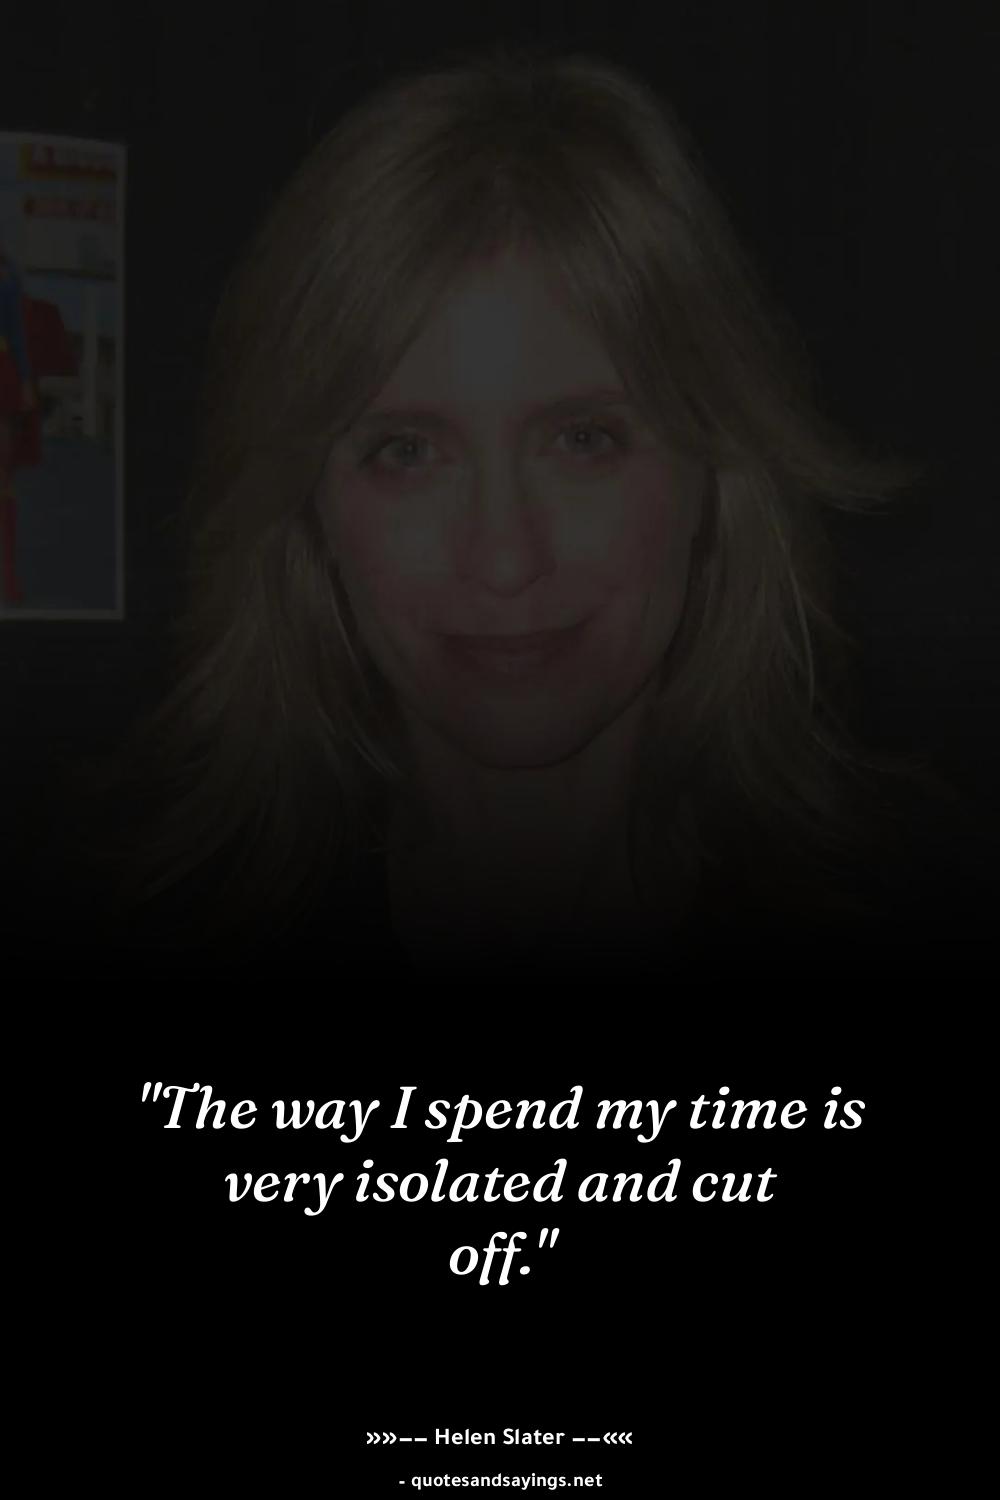 "The way I spend my time is
very isolated and cut
off."
»»−− Helen Slater −−««
- quotesandsayings.net